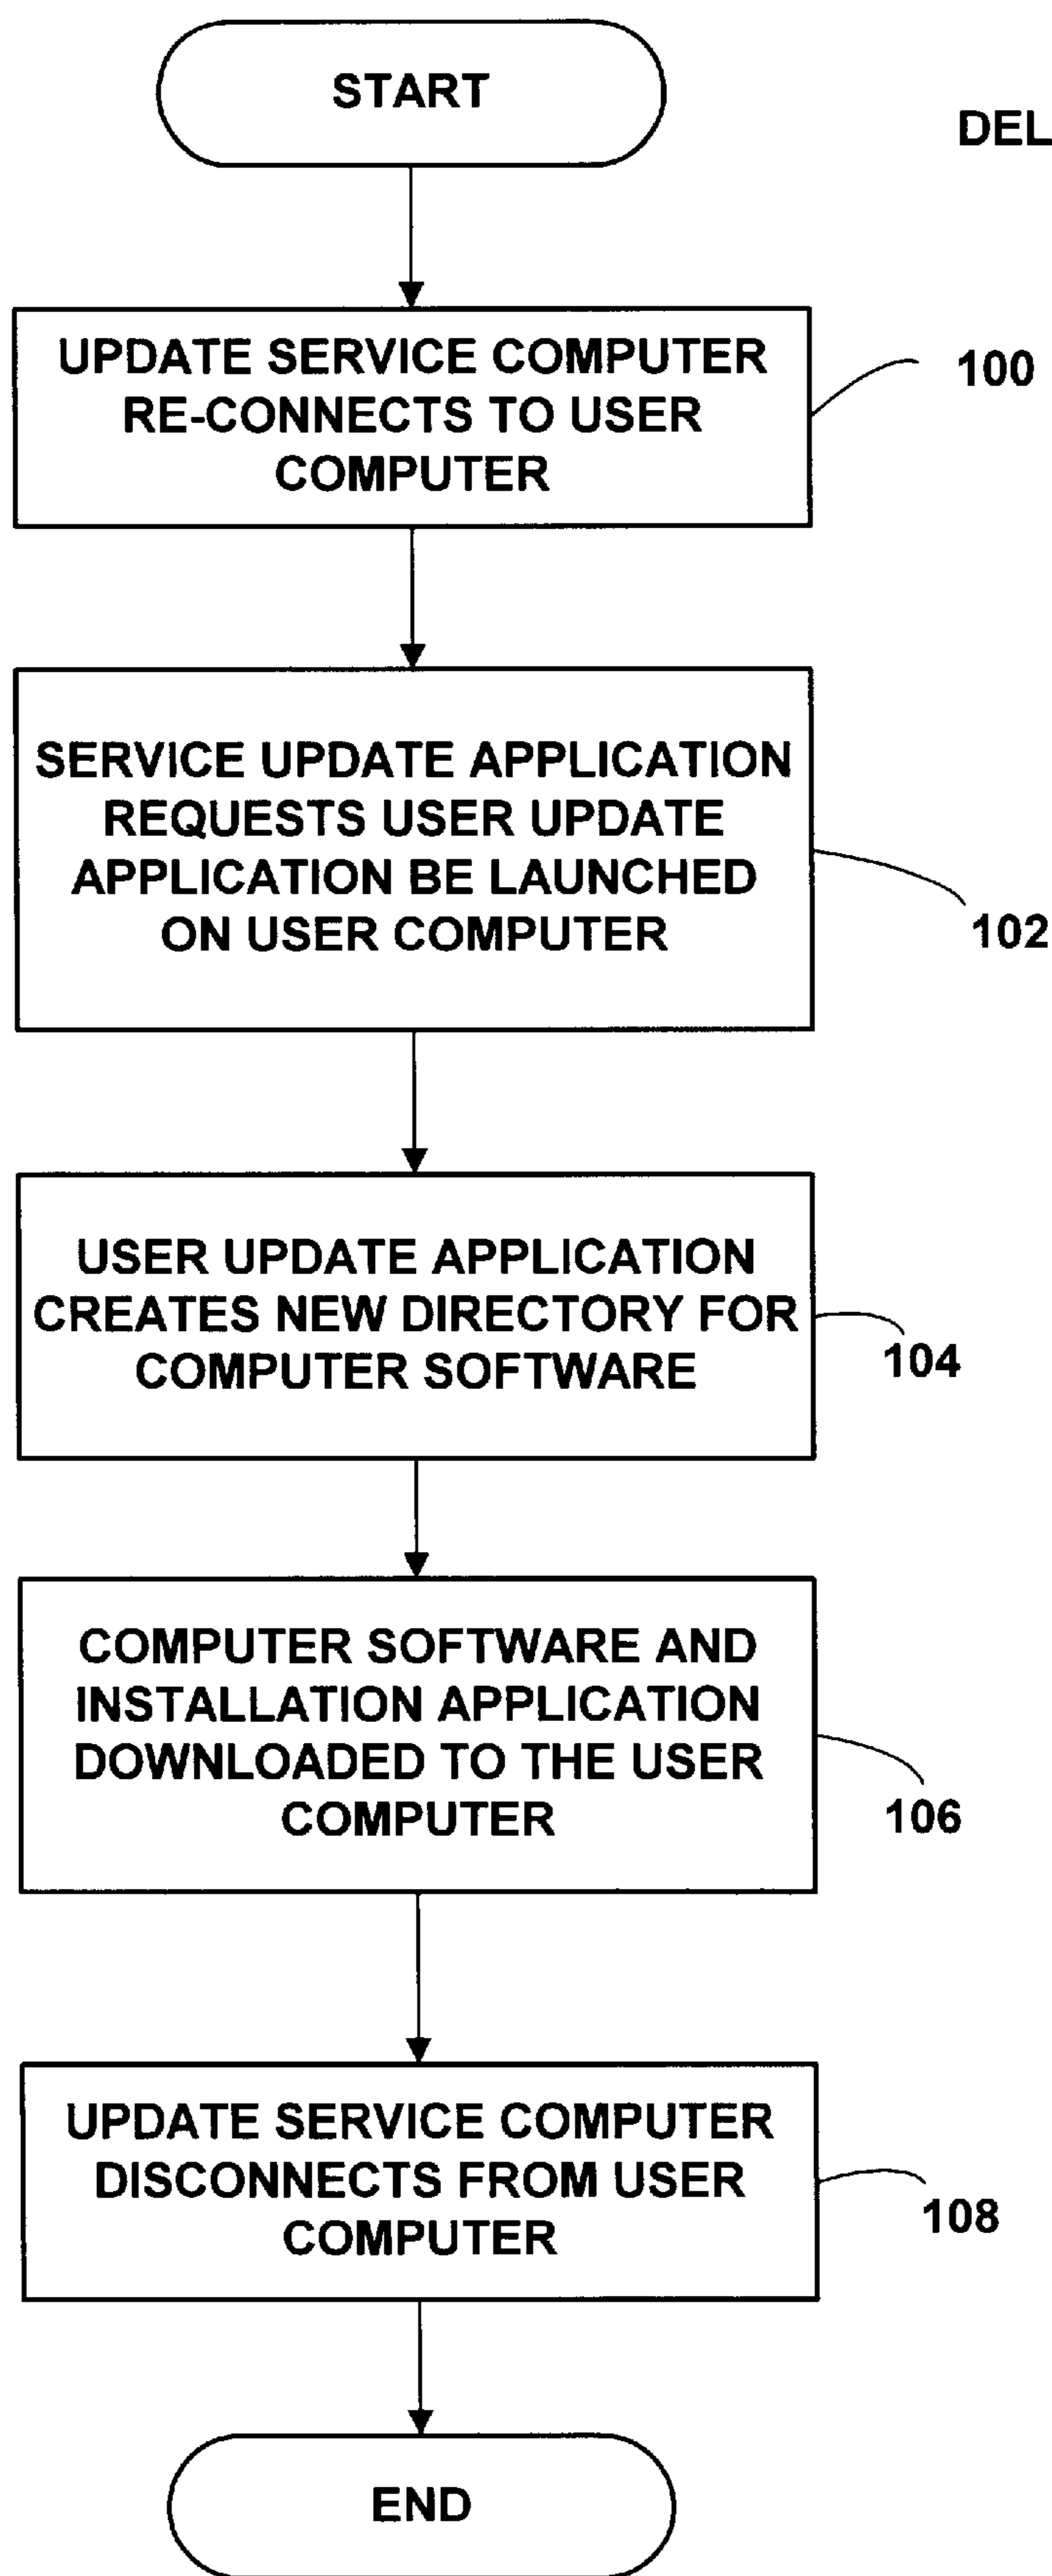 START
DEL
UPDATE SERVICE COMPUTER
RE-CONNECTS TO USER
COMPUTER
100
SERVICE UPDATE APPLICATION
REQUESTS USER UPDATE
APPLICATION BE LAUNCHED
ON USER COMPUTER
102
USER UPDATE APPLICATION
CREATES NEW DIRECTORY FOR
COMPUTER SOFTWARE
104
COMPUTER SOFTWARE AND
INSTALLATION APPLICATION
DOWNLOADED TO THE USER
COMPUTER
106
UPDATE SERVICE COMPUTER
DISCONNECTS FROM USER
COMPUTER
108
END